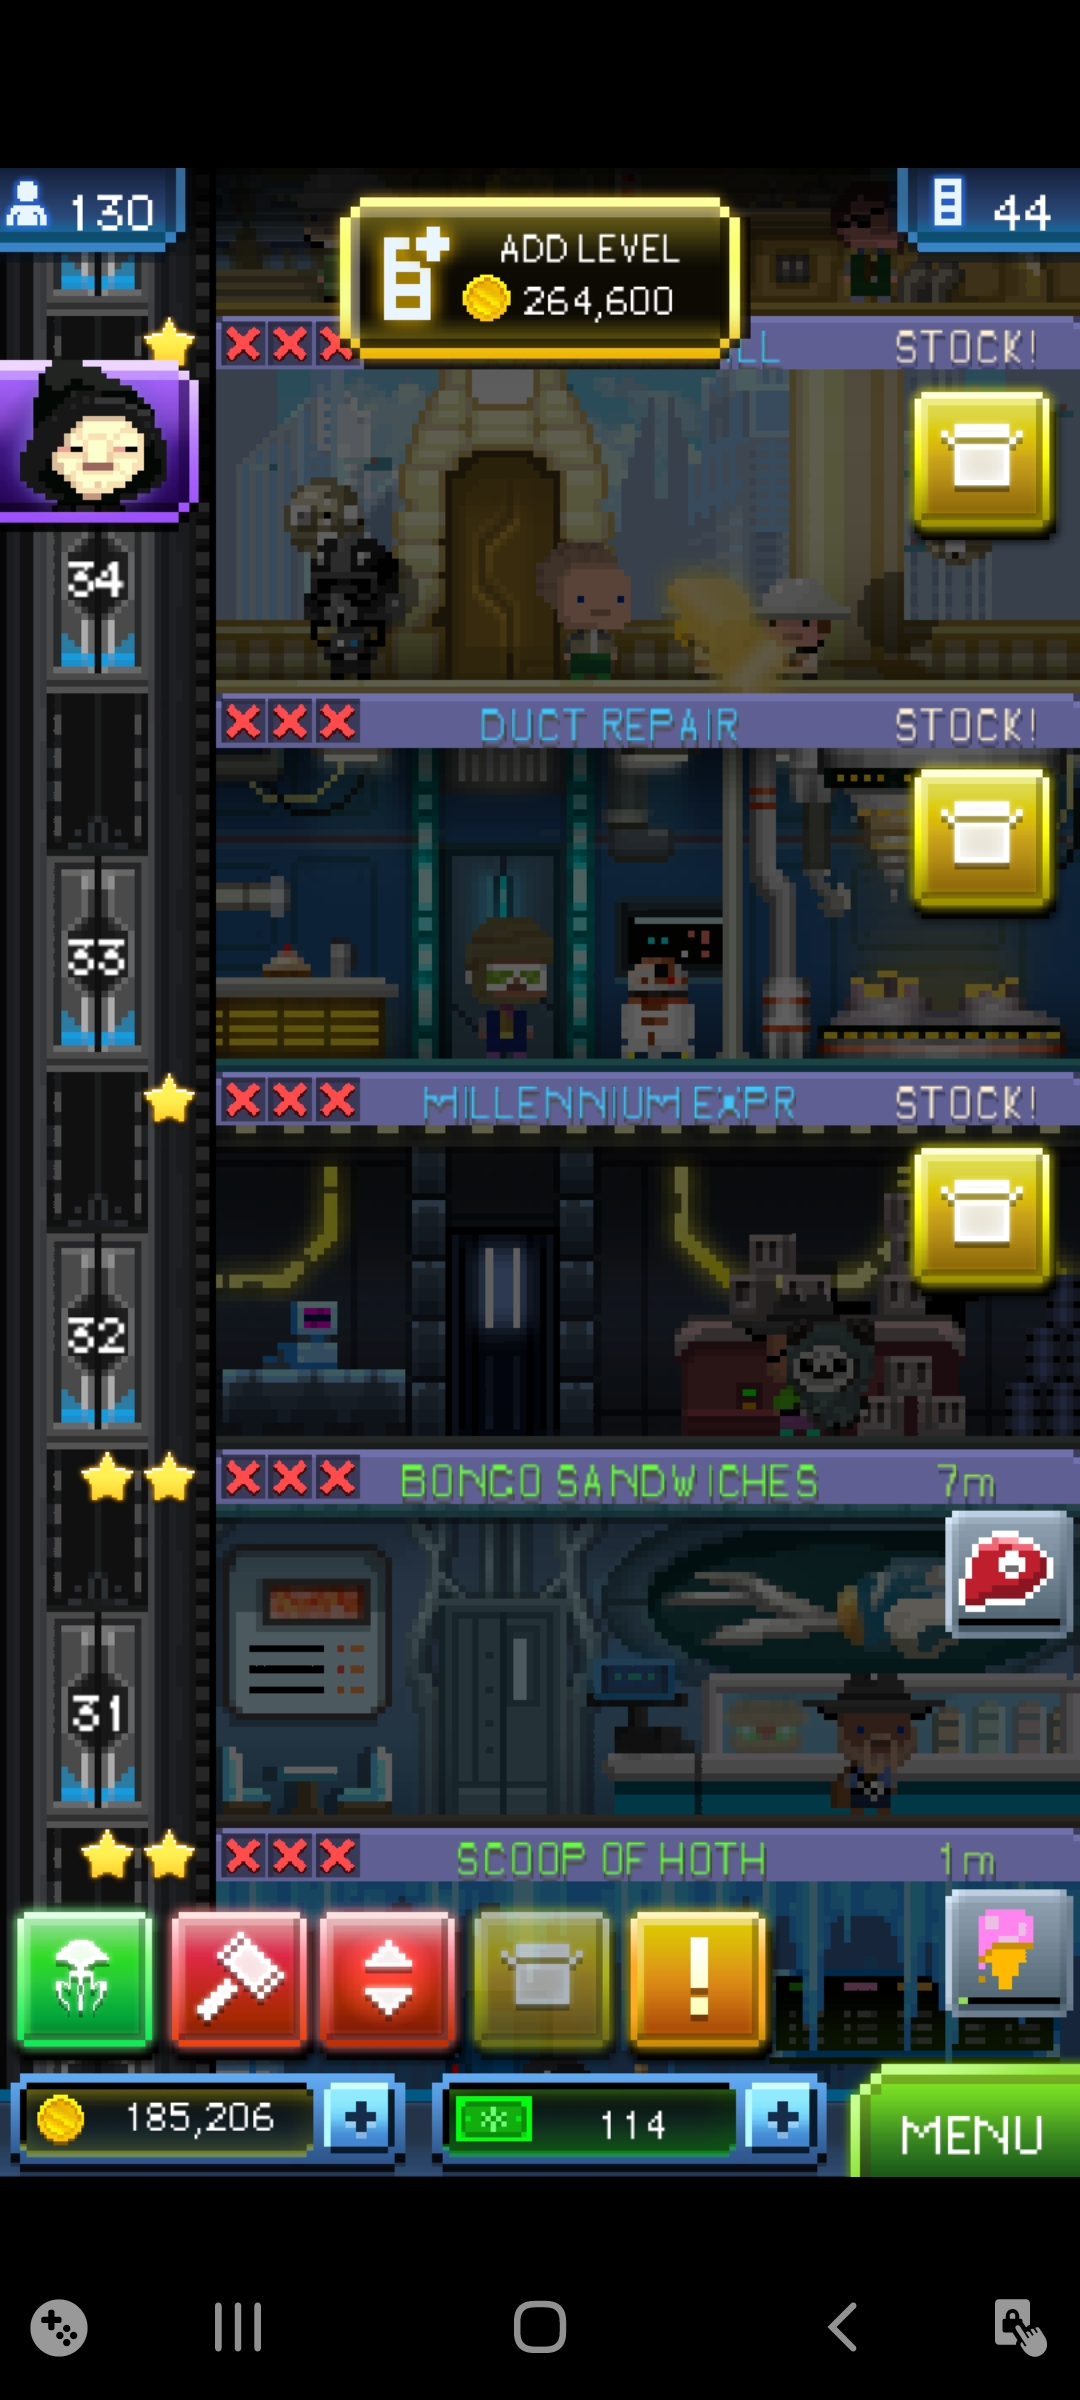 130
44
ADD LEVEL
264,600
LL STOCK!
34
DUCT REPAIR STOCK!
33
MILLENNIUM EXPR STOCK!
32
BONGO SANDWICHES 7m
31
SCOOP OF HOTH 1m
!
185,206 + 114 + MENU